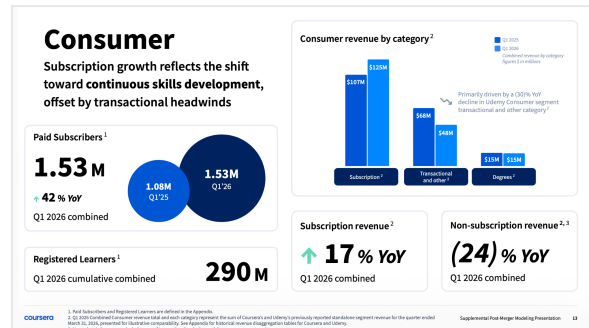 Consumer
Subscription growth reflects the shift
toward continuous skills development,
offset by transactional headwinds
Paid Subscribers 1
1.53 M
↑ 42 % YoY
Q1 2026 combined
1.08M
Q1'25
1.53M
Q1'26
Registered Learners 1
Q1 2026 cumulative combined
290 M
Consumer revenue by category 2
Q1 2025
Q1 2026
Combined revenue by category
figures $ in millions
$107M
$125M
$68M
$48M
$15M
$15M
Primarily driven by a (30)% YoY
decline in Udemy Consumer segment
transactional and other category 2
Subscription 2
Transactional
and other 2
Degrees 2
Subscription revenue 2
↑ 17 % YoY
Q1 2026 combined
Non-subscription revenue 2, 3
(24) % YoY
Q1 2026 combined
coursera
1. Paid Subscribers and Registered Learners are defined in the Appendix.
2. Q1 2025 Combined Consumer revenue total and each category represent the sum of Coursera's and Udemy's previously reported standalone segment revenue for the quarter ended
March 31, 2026, presented for illustrative comparability. See Appendix for historical revenue disaggregation tables for Coursera and Udemy.
Supplemental Post-Merger Modeling Presentation
13